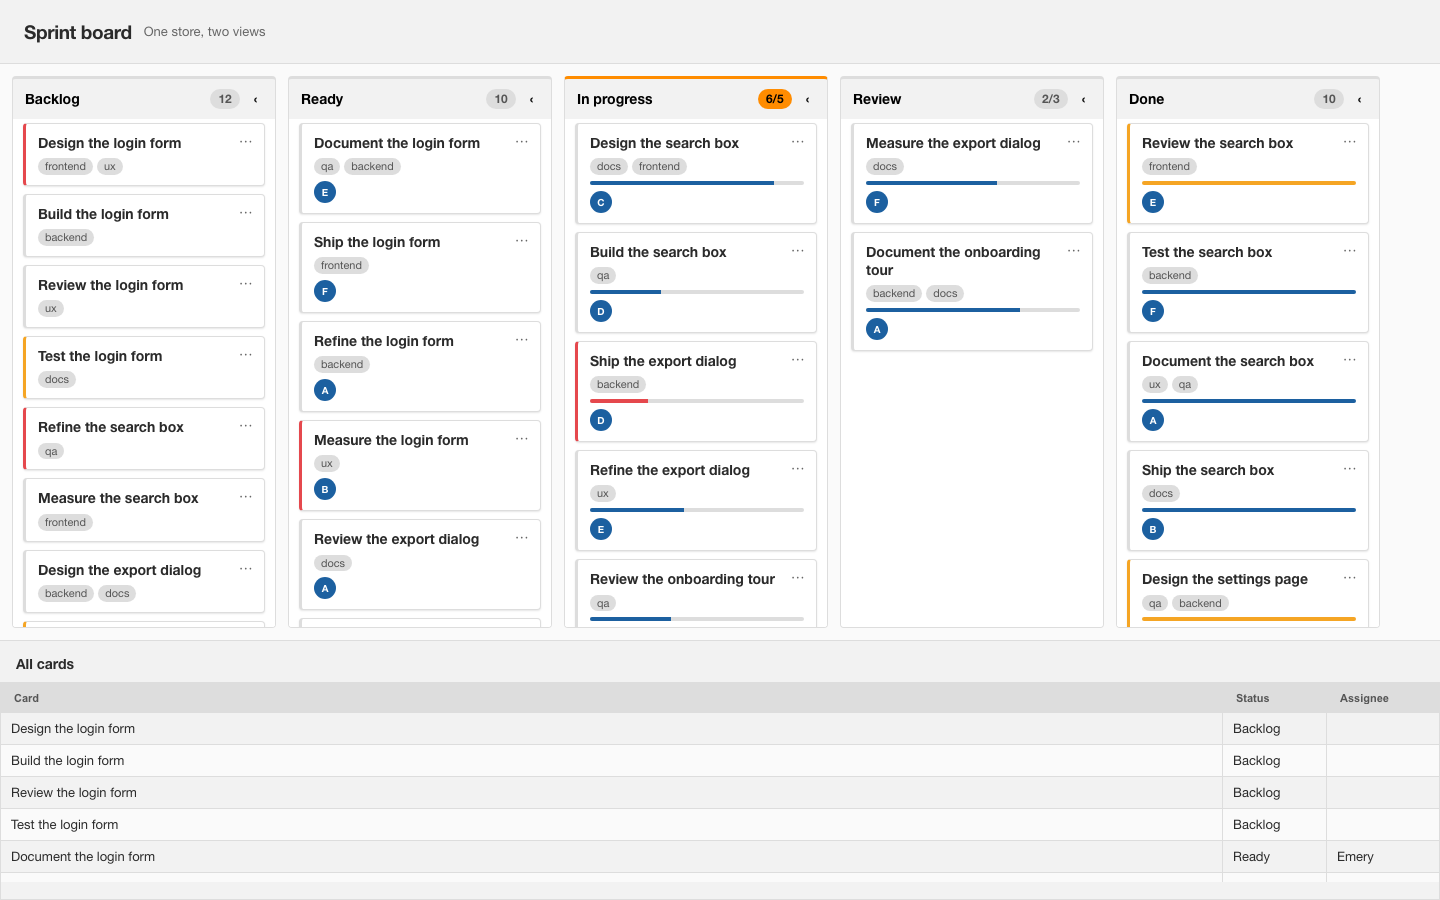 Sprint board One store, two views
Backlog 12 ‹
Design the login form ···
frontend ux
Build the login form ···
backend
Review the login form ···
ux
Test the login form ···
docs
Refine the search box ···
qa
Measure the search box ···
frontend
Design the export dialog ···
backend docs
Ready 10 ‹
Document the login form ···
qa backend
E
Ship the login form ···
frontend
F
Refine the login form ···
backend
A
Measure the login form ···
ux
B
Review the export dialog ···
docs
A
In progress 6/5 ‹
Design the search box ···
docs frontend
C
Build the search box ···
qa
D
Ship the export dialog ···
backend
D
Refine the export dialog ···
ux
E
Review the onboarding tour ···
qa
Review 2/3 ‹
Measure the export dialog ···
docs
F
Document the onboarding ···
tour
backend docs
A
Done 10 ‹
Review the search box ···
frontend
E
Test the search box ···
backend
F
Document the search box ···
ux qa
A
Ship the search box ···
docs
B
Design the settings page ···
qa backend
All cards
Card Status Assignee
Design the login form Backlog
Build the login form Backlog
Review the login form Backlog
Test the login form Backlog
Document the login form Ready Emery